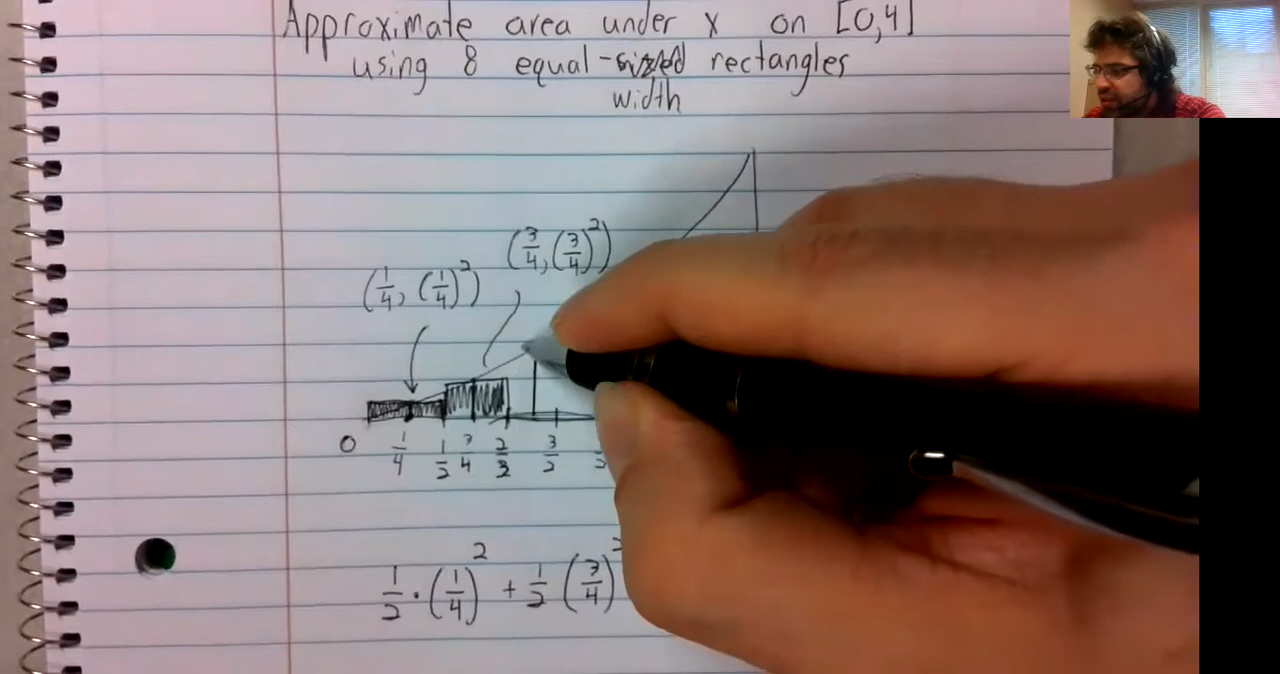 Approximate area under x on [0,4]
using 8 equal-sized rectangles
width
(3/4, (3/4)²)
(1/4, (1/4)²)
0 1/4 1/2 3/4 2/2 3/2
1/2 · (1/4)² + 1/2 (3/4)²